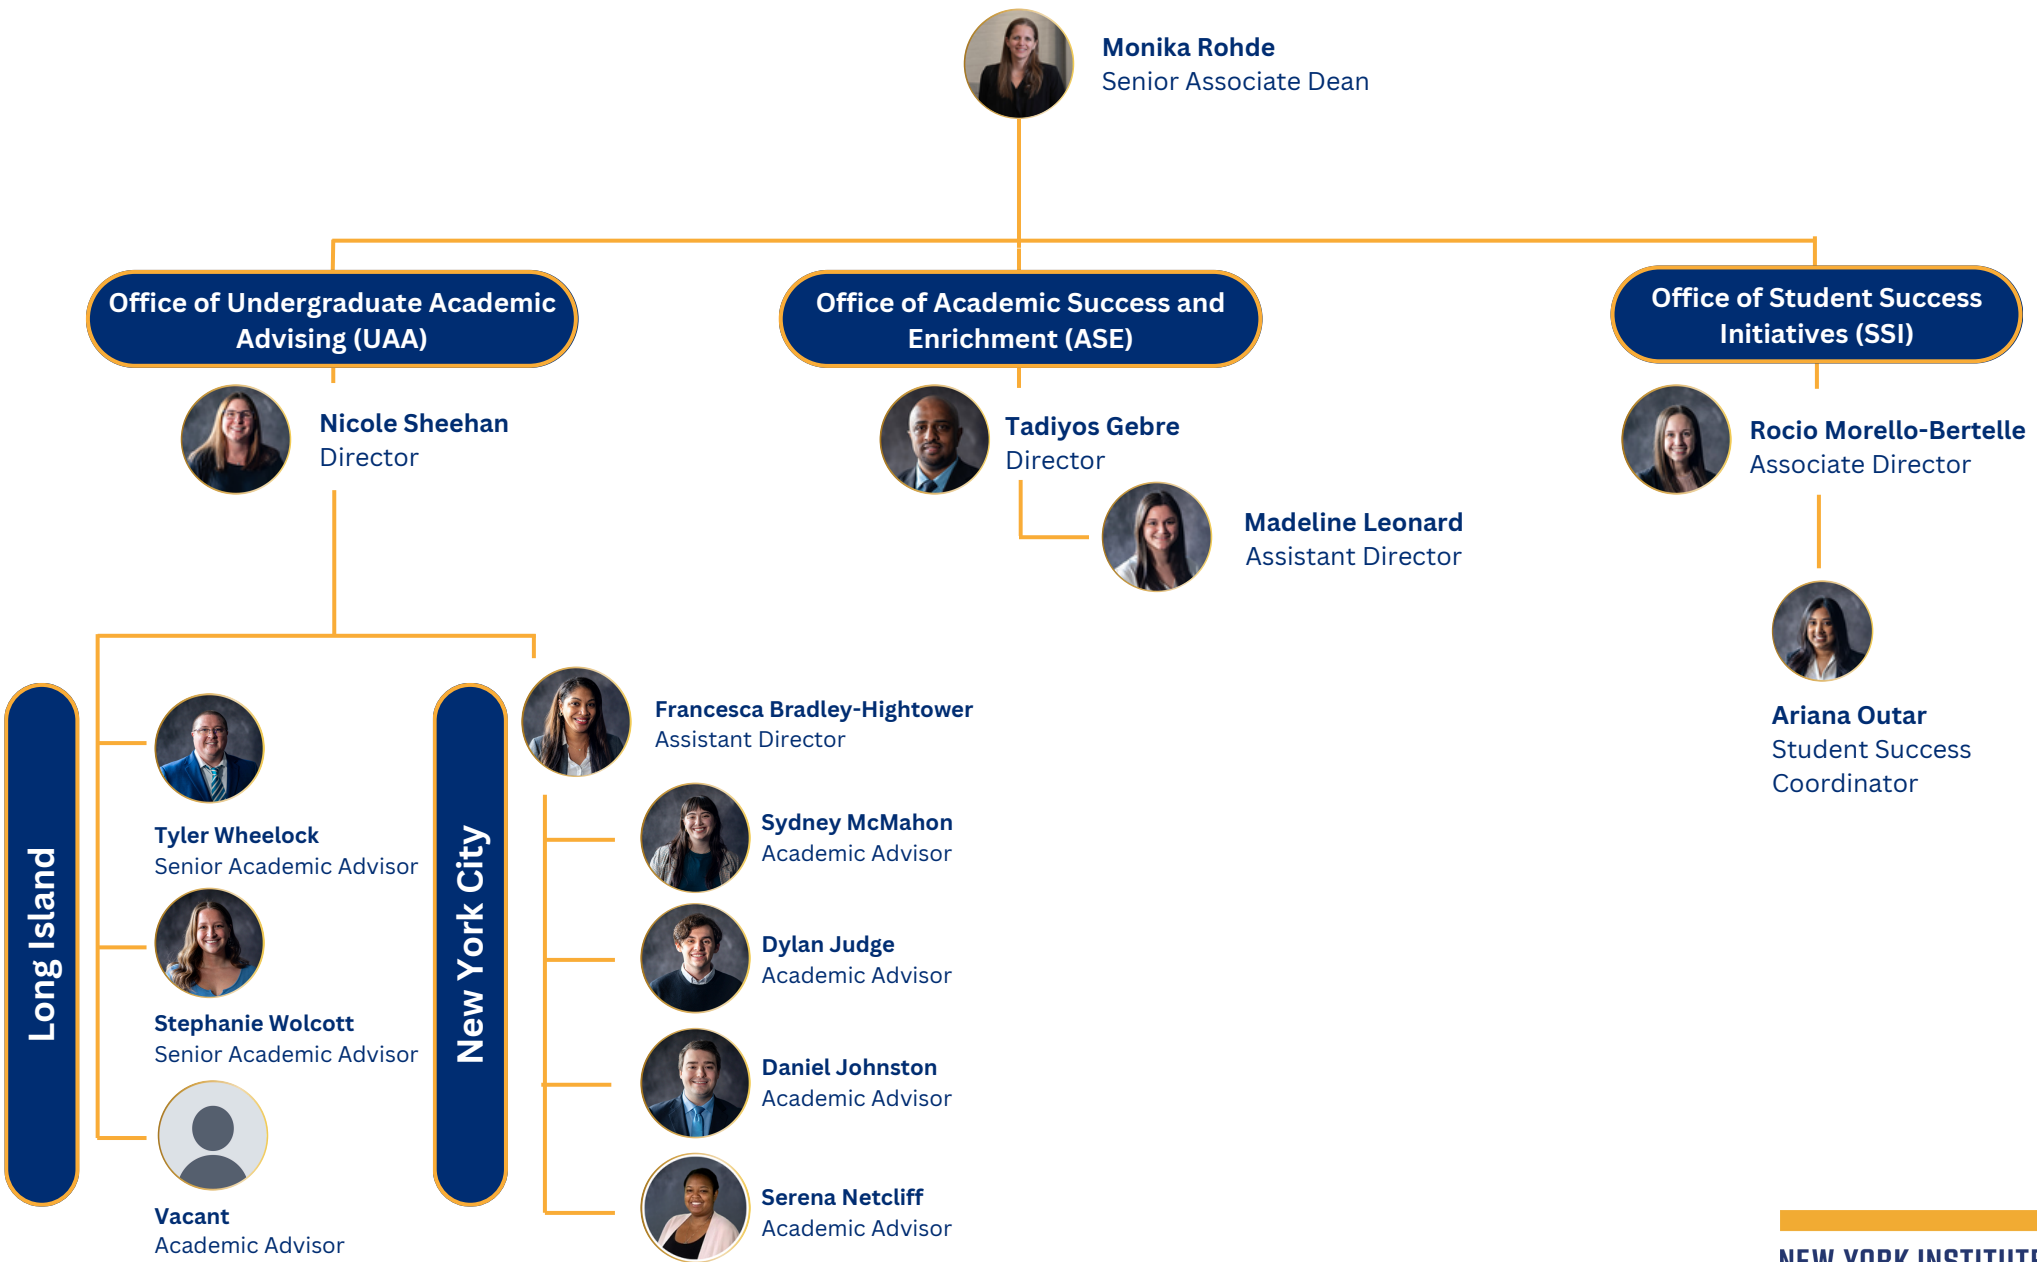 Monika Rohde
Senior Associate Dean
Office of Undergraduate Academic
Advising (UAA)
Office of Academic Success and
Enrichment (ASE)
Office of Student Success
Initiatives (SSI)
Nicole Sheehan
Director
Tadiyos Gebre
Director
Madeline Leonard
Assistant Director
Rocio Morello-Bertelle
Associate Director
Ariana Outar
Student Success
Coordinator
Long Island
Tyler Wheelock
Senior Academic Advisor
Stephanie Wolcott
Senior Academic Advisor
Vacant
Academic Advisor
New York City
Francesca Bradley-Hightower
Assistant Director
Sydney McMahon
Academic Advisor
Dylan Judge
Academic Advisor
Daniel Johnston
Academic Advisor
Serena Netcliff
Academic Advisor
NEW YORK INSTITUTE